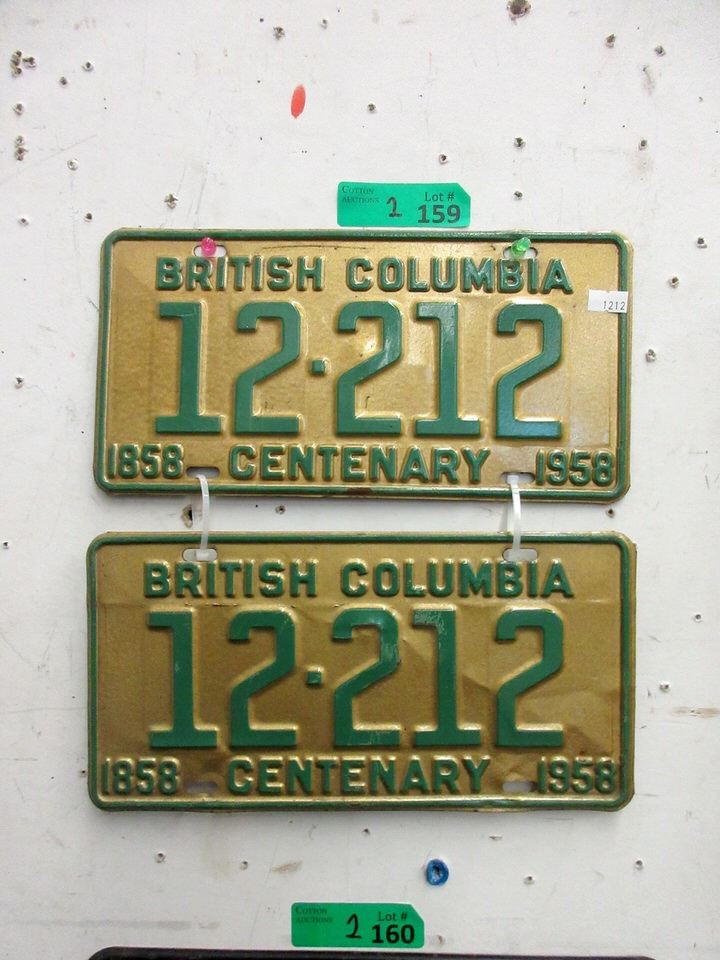 COTTON AUCTIONS 2 Lot # 159
BRITISH COLUMBIA
1212
12·212
1858 CENTENARY 1958
BRITISH COLUMBIA
12·212
1858 CENTENARY 1958
COTTON AUCTIONS 2 Lot # 160